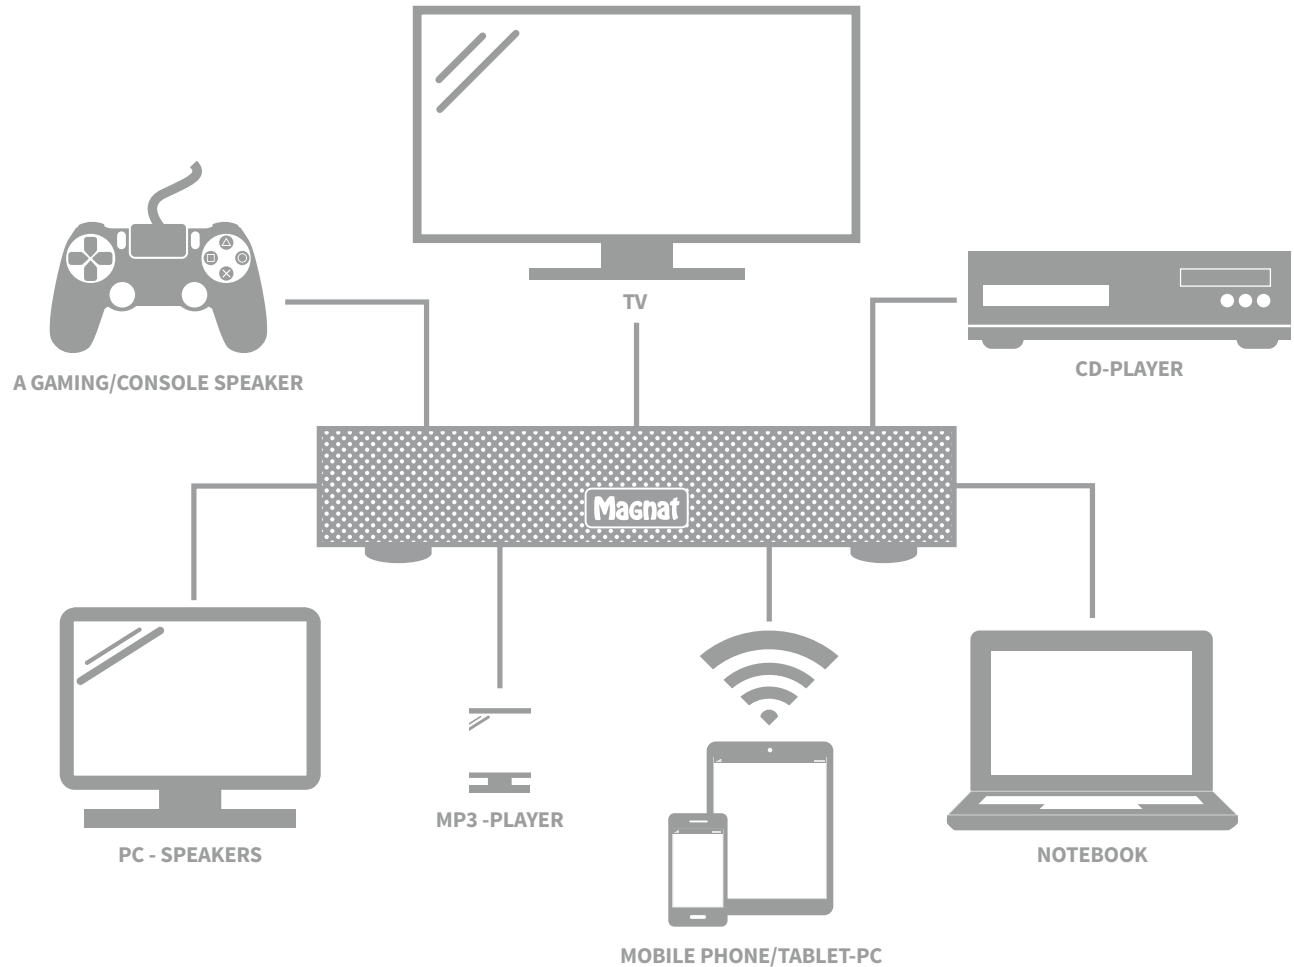 TV
A GAMING/CONSOLE SPEAKER
CD-PLAYER
Magnat
MP3 -PLAYER
PC - SPEAKERS
NOTEBOOK
MOBILE PHONE/TABLET-PC